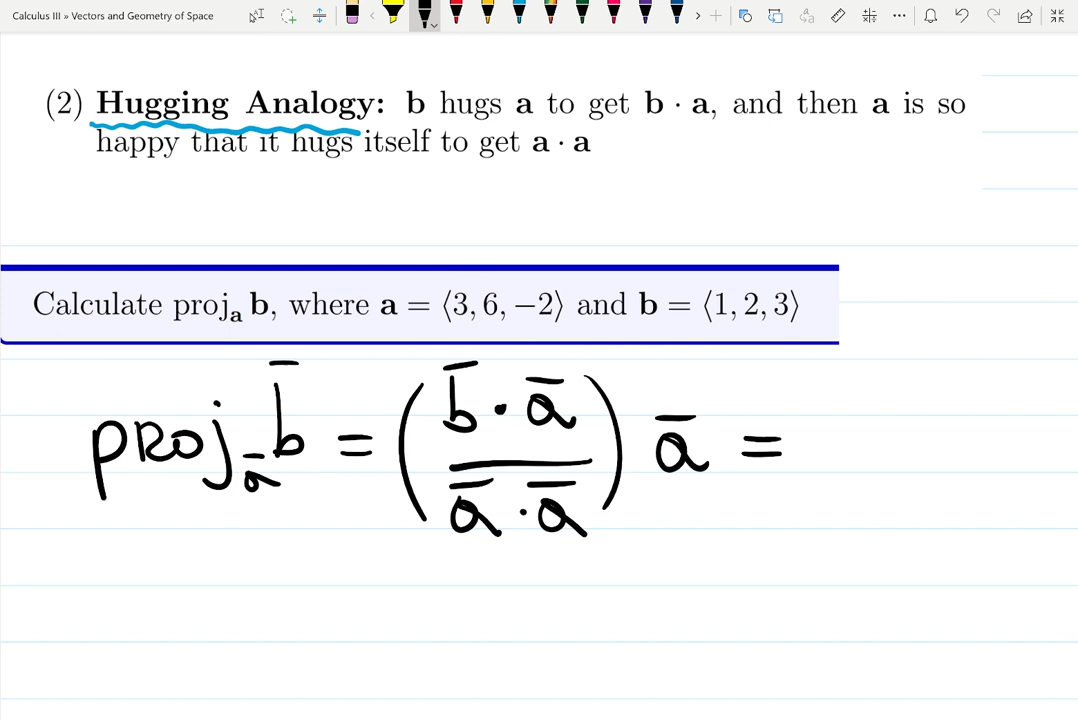 Calculus III » Vectors and Geometry of Space
(2) Hugging Analogy: b hugs a to get b · a, and then a is so
happy that it hugs itself to get a · a
Calculate projₐ b, where a = ⟨3, 6, −2⟩ and b = ⟨1, 2, 3⟩
proj_a̅ b̅ = ( (b̅ · a̅) / (a̅ · a̅) ) a̅ =